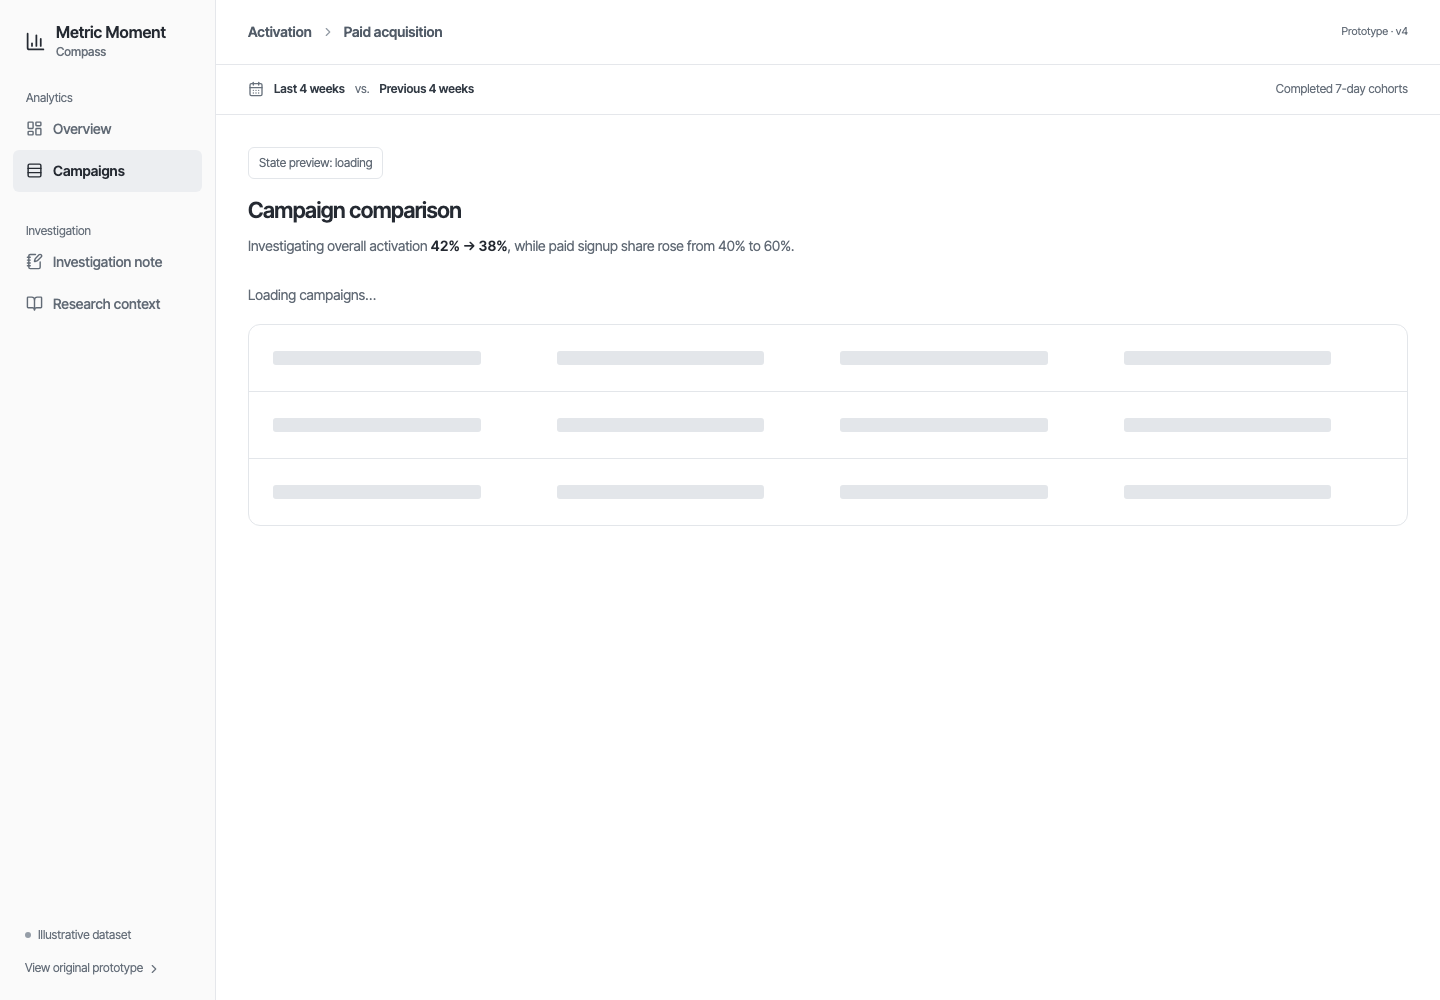 Metric Moment
Compass
Analytics
Overview
Campaigns
Investigation
Investigation note
Research context
Illustrative dataset
View original prototype
Activation > Paid acquisition
Prototype · v4
Last 4 weeks vs. Previous 4 weeks
Completed 7-day cohorts
State preview: loading
Campaign comparison
Investigating overall activation 42% → 38%, while paid signup share rose from 40% to 60%.
Loading campaigns...